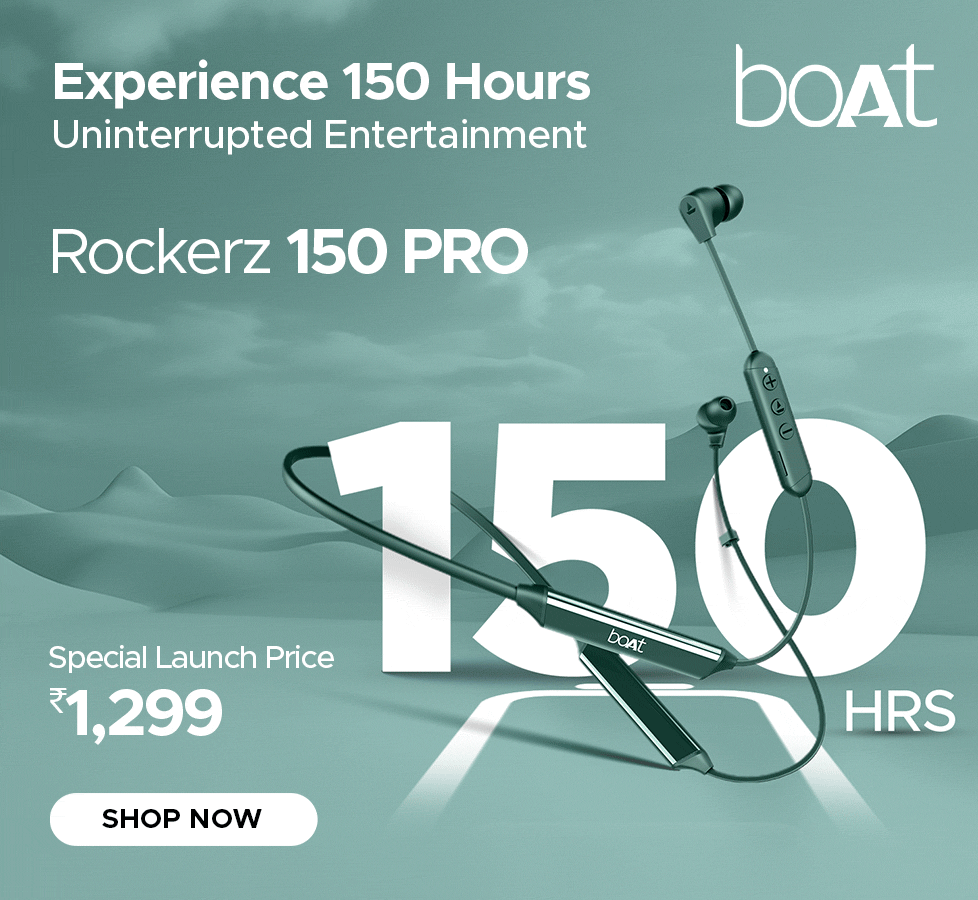 Experience 150 Hours
Uninterrupted Entertainment
boAt
Rockerz 150 PRO
150
HRS
boAt
Special Launch Price
₹1,299
SHOP NOW